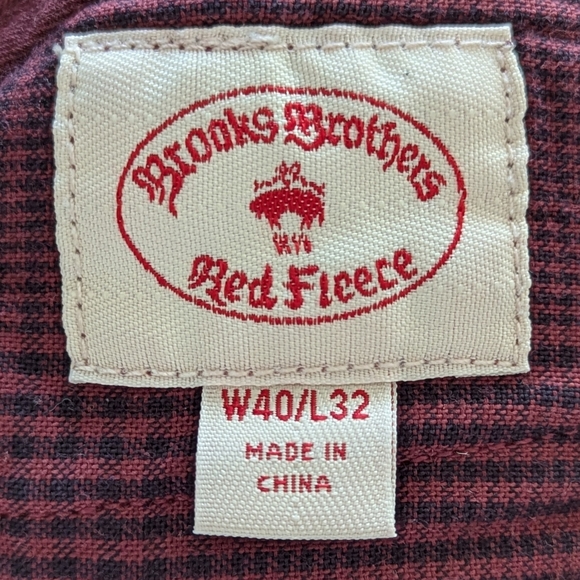 Brooks Brothers
Red Fleece
W40/L32
MADE IN
CHINA